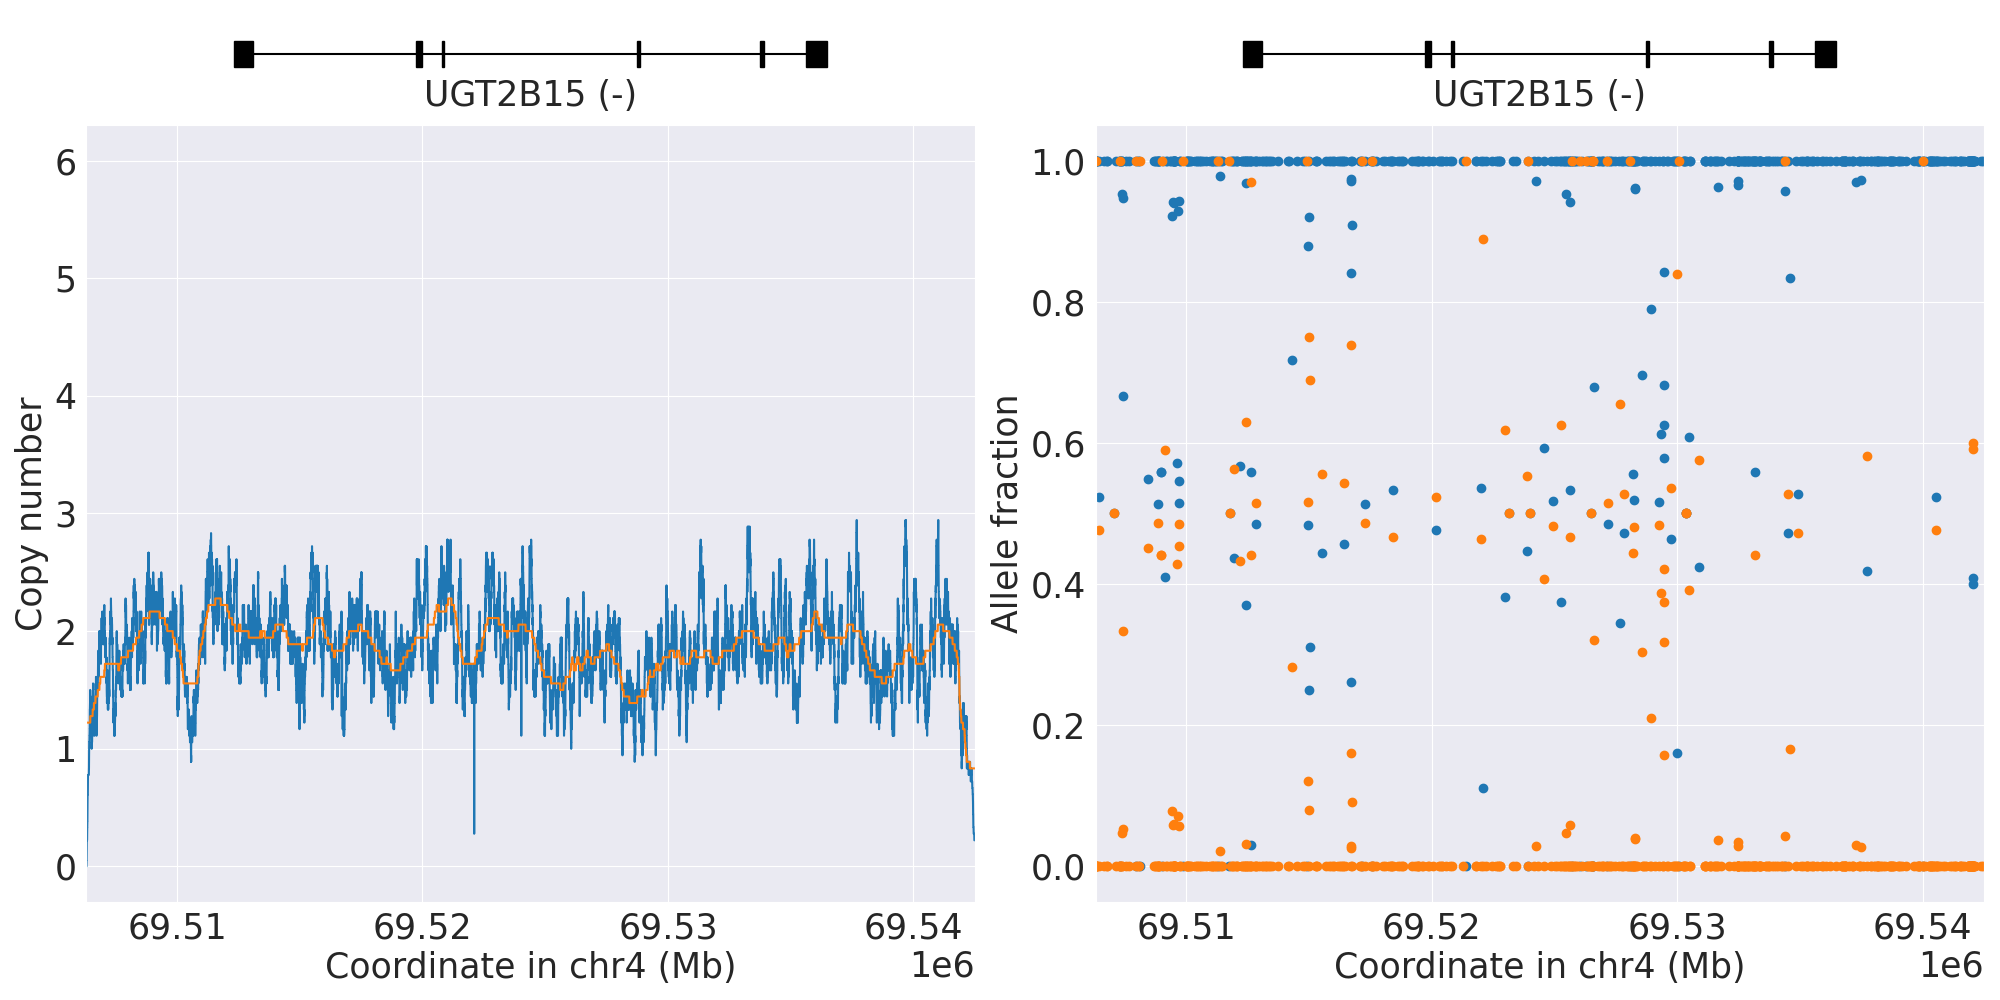 UGT2B15 (-)
Copy number
6
5
4
3
2
1
0
69.51
69.52
69.53
69.54
Coordinate in chr4 (Mb)
1e6
UGT2B15 (-)
Allele fraction
1.0
0.8
0.6
0.4
0.2
0.0
69.51
69.52
69.53
69.54
Coordinate in chr4 (Mb)
1e6